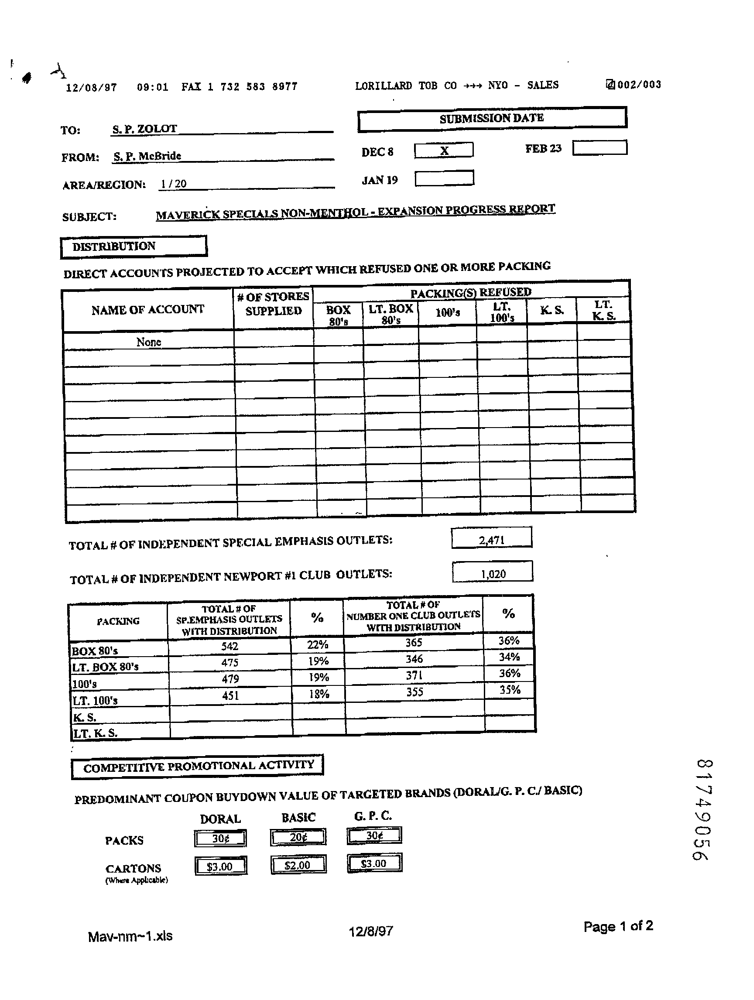 12/08/97 09:01 FAX 1 732 583 8977 LORILLARD TOB CO →→→ NYO - SALES 002/003
SUBMISSION DATE
TO: S. P. ZOLOT
DEC 8 X FEB 23
FROM: S. P. McBride
JAN 19
AREA/REGION: 1 / 20
SUBJECT: MAVERICK SPECIALS NON-MENTHOL - EXPANSION PROGRESS REPORT
DISTRIBUTION
DIRECT ACCOUNTS PROJECTED TO ACCEPT WHICH REFUSED ONE OR MORE PACKING
NAME OF ACCOUNT # OF STORES SUPPLIED PACKING(S) REFUSED
BOX 80's LT. BOX 80's 100's LT. 100's K. S. LT. K. S.
None
TOTAL # OF INDEPENDENT SPECIAL EMPHASIS OUTLETS: 2,471
TOTAL # OF INDEPENDENT NEWPORT #1 CLUB OUTLETS: 1,020
PACKING TOTAL # OF SP.EMPHASIS OUTLETS WITH DISTRIBUTION % TOTAL # OF NUMBER ONE CLUB OUTLETS WITH DISTRIBUTION %
BOX 80's 542 22% 365 36%
LT. BOX 80's 475 19% 346 34%
100's 479 19% 371 36%
LT. 100's 451 18% 355 35%
K. S.
LT. K. S.
COMPETITIVE PROMOTIONAL ACTIVITY
PREDOMINANT COUPON BUYDOWN VALUE OF TARGETED BRANDS (DORAL/G. P. C./ BASIC)
DORAL BASIC G. P. C.
PACKS 30¢ 20¢ 30¢
CARTONS $3.00 $2.00 $3.00
(Where Applicable)
81749056
Mav-nm~1.xls 12/8/97 Page 1 of 2